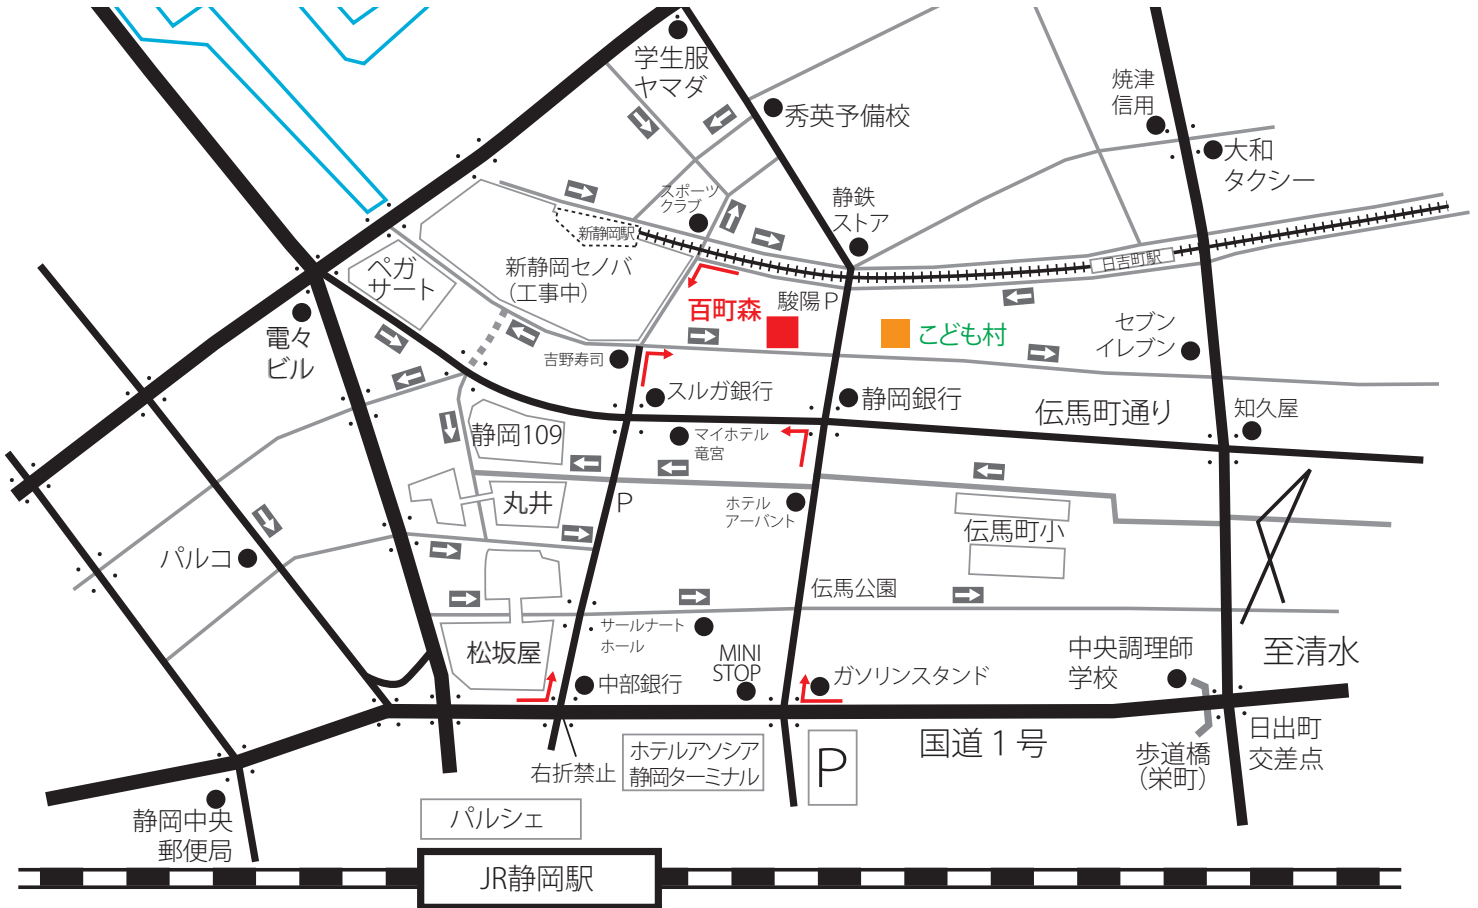 学生服
ヤマダ
秀英予備校
焼津
信用
大和
タクシー
スポーツ
クラブ
静鉄
ストア
新静岡駅
日吉町駅
ペガ
サート
新静岡セノバ
（工事中）
百町森
駿陽P
こども村
セブン
イレブン
電々
ビル
吉野寿司
スルガ銀行
静岡銀行
伝馬町通り
知久屋
静岡109
マイホテル
竜宮
丸井
P
ホテル
アーバント
伝馬町小
パルコ
伝馬公園
サールナート
ホール
松坂屋
MINI
STOP
中部銀行
ガソリンスタンド
中央調理師
学校
至清水
国道1号
日出町
交差点
歩道橋
（栄町）
右折禁止
ホテルアソシア
静岡ターミナル
P
静岡中央
郵便局
パルシェ
JR静岡駅